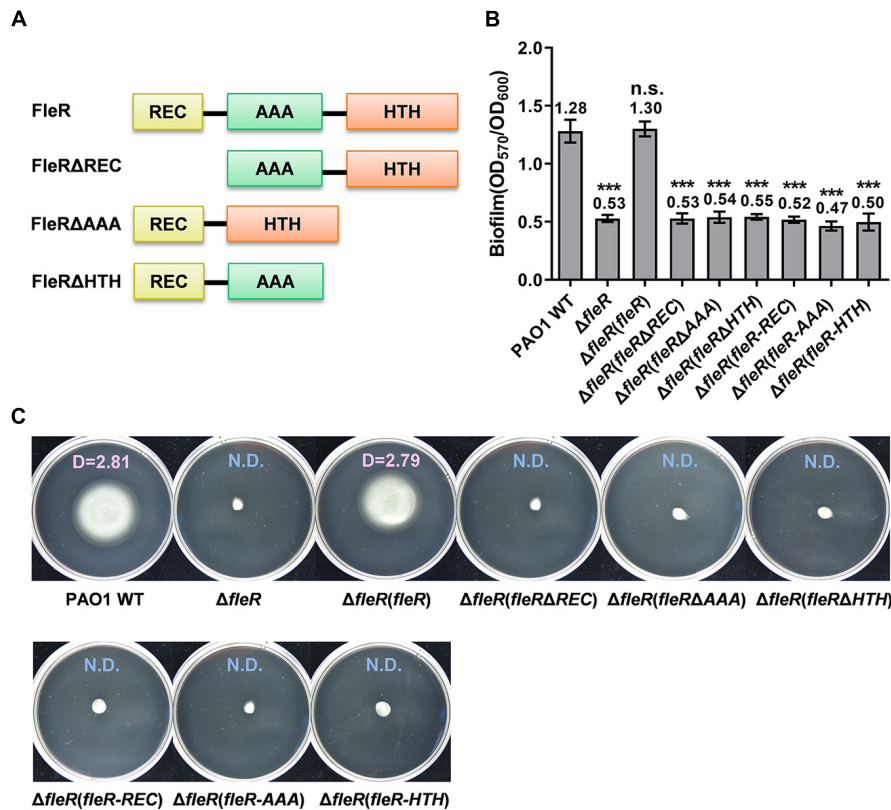 A
FleR
REC
AAA
HTH
FleRΔREC
AAA
HTH
FleRΔAAA
REC
HTH
FleRΔHTH
REC
AAA
B
Biofilm(OD570/OD600)
2.0
1.5
1.0
0.5
0.0
1.28
***
0.53
n.s.
1.30
***
0.53
***
0.54
***
0.55
***
0.52
***
0.47
***
0.50
PAO1 WT
ΔfleR
ΔfleR(fleR)
ΔfleR(fleRΔREC)
ΔfleR(fleRΔAAA)
ΔfleR(fleRΔHTH)
ΔfleR(fleR-REC)
ΔfleR(fleR-AAA)
ΔfleR(fleR-HTH)
C
D=2.81
N.D.
D=2.79
N.D.
N.D.
N.D.
PAO1 WT
ΔfleR
ΔfleR(fleR)
ΔfleR(fleRΔREC)
ΔfleR(fleRΔAAA)
ΔfleR(fleRΔHTH)
N.D.
N.D.
N.D.
ΔfleR(fleR-REC)
ΔfleR(fleR-AAA)
ΔfleR(fleR-HTH)